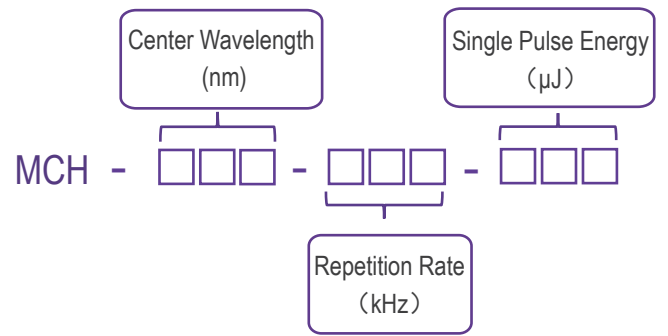 Center Wavelength
(nm)
Single Pulse Energy
（μJ）
MCH - □□□ - □□□ - □□□
Repetition Rate
（kHz）